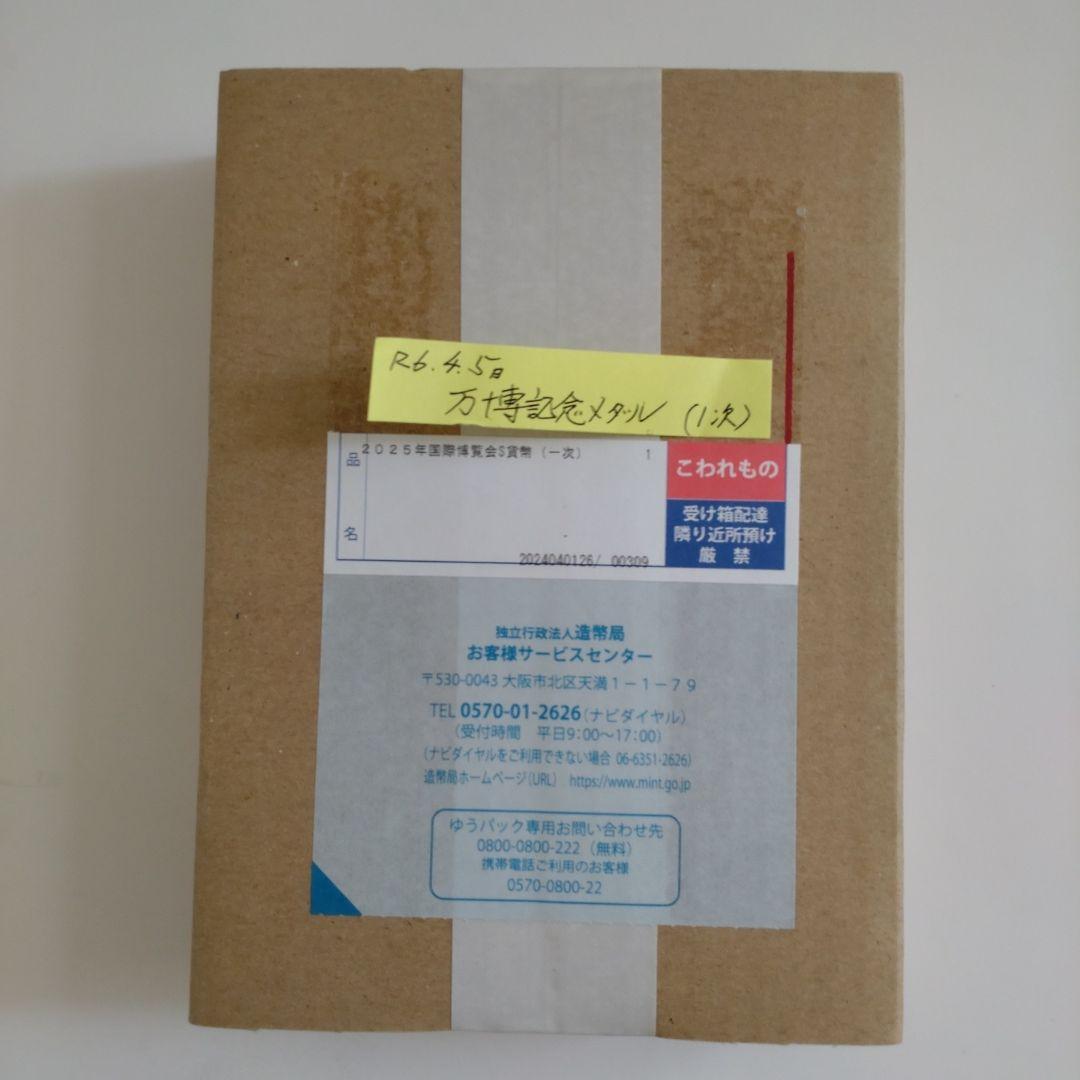 R6.4.5日
万博記念メダル (1次)
品名
2025年国際博覧会S貨幣(一次) 1
2024040126/ 00309
こわれもの
受け箱配達
隣り近所預け
厳 禁
独立行政法人造幣局
お客様サービスセンター
〒530-0043 大阪市北区天満1-1-79
TEL 0570-01-2626(ナビダイヤル)
(受付時間 平日9:00〜17:00)
(ナビダイヤルをご利用できない場合 06-6351-2626)
造幣局ホームページ(URL) https://www.mint.go.jp
ゆうパック専用お問い合わせ先
0800-0800-222(無料)
携帯電話ご利用のお客様
0570-0800-22